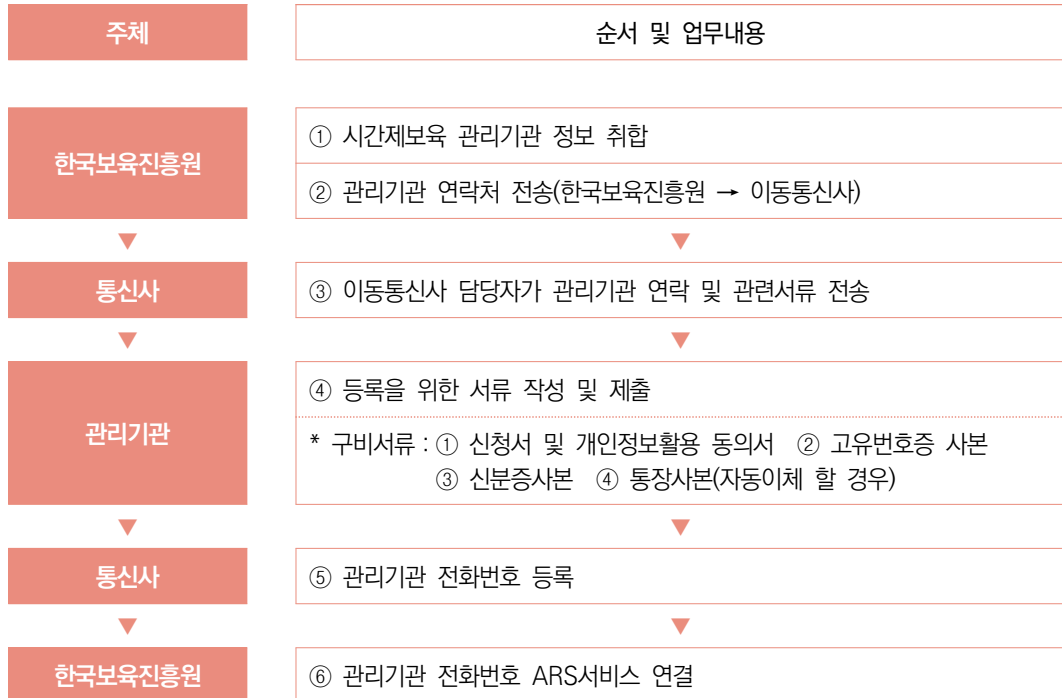 주체
순서 및 업무내용
한국보육진흥원
① 시간제보육 관리기관 정보 취합
② 관리기관 연락처 전송(한국보육진흥원 → 이동통신사)
▼ ▼
통신사
③ 이동통신사 담당자가 관리기관 연락 및 관련서류 전송
▼ ▼
관리기관
④ 등록을 위한 서류 작성 및 제출
* 구비서류 : ① 신청서 및 개인정보활용 동의서 ② 고유번호증 사본
③ 신분증사본 ④ 통장사본(자동이체 할 경우)
▼ ▼
통신사
⑤ 관리기관 전화번호 등록
▼ ▼
한국보육진흥원
⑥ 관리기관 전화번호 ARS서비스 연결